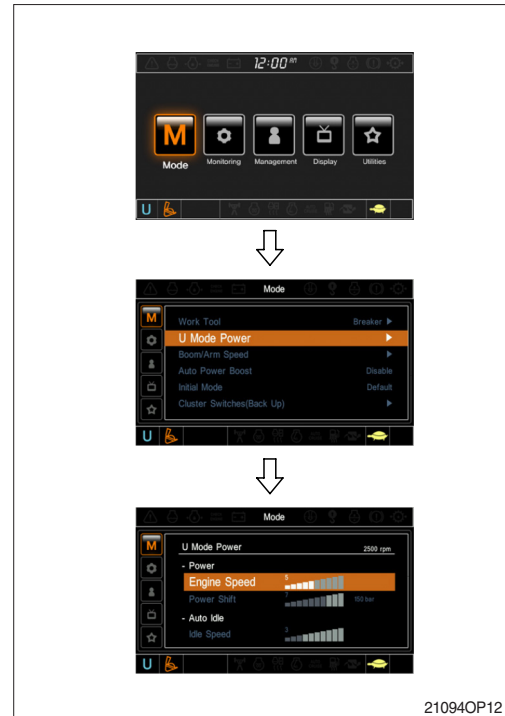 12:00 AM
M
Mode Monitoring Management Display Utilities
U
Mode
M
Work Tool Breaker ▶
U Mode Power ▶
Boom/Arm Speed ▶
Auto Power Boost Disable
Initial Mode Default
Cluster Switches(Back Up) ▶
U
Mode
M
U Mode Power 2500 rpm
- Power
Engine Speed 5
Power Shift 7 150 bar
- Auto Idle
Idle Speed 3
U
21094OP12